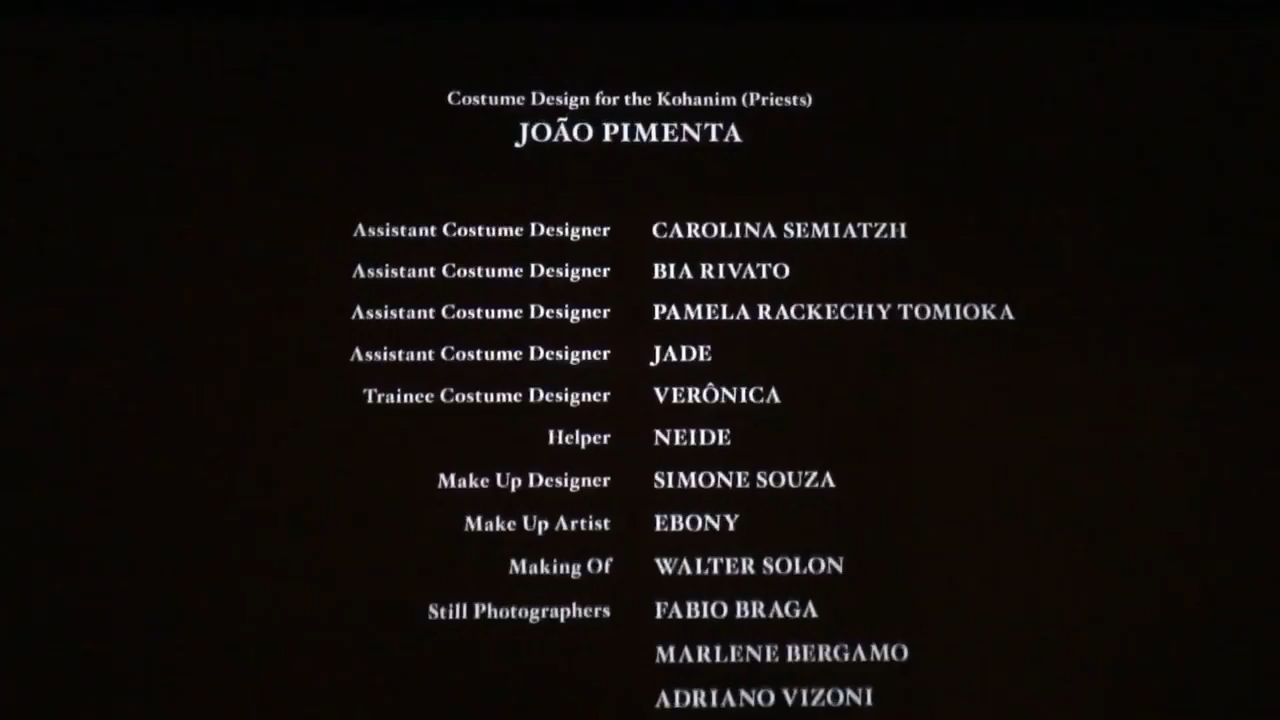 Costume Design for the Kohanim (Priests)
JOÃO PIMENTA
Assistant Costume Designer CAROLINA SEMIATZH
Assistant Costume Designer BIA RIVATO
Assistant Costume Designer PAMELA RACKECHY TOMIOKA
Assistant Costume Designer JADE
Trainee Costume Designer VERÔNICA
Helper NEIDE
Make Up Designer SIMONE SOUZA
Make Up Artist EBONY
Making Of WALTER SOLON
Still Photographers FABIO BRAGA
MARLENE BERGAMO
ADRIANO VIZONI